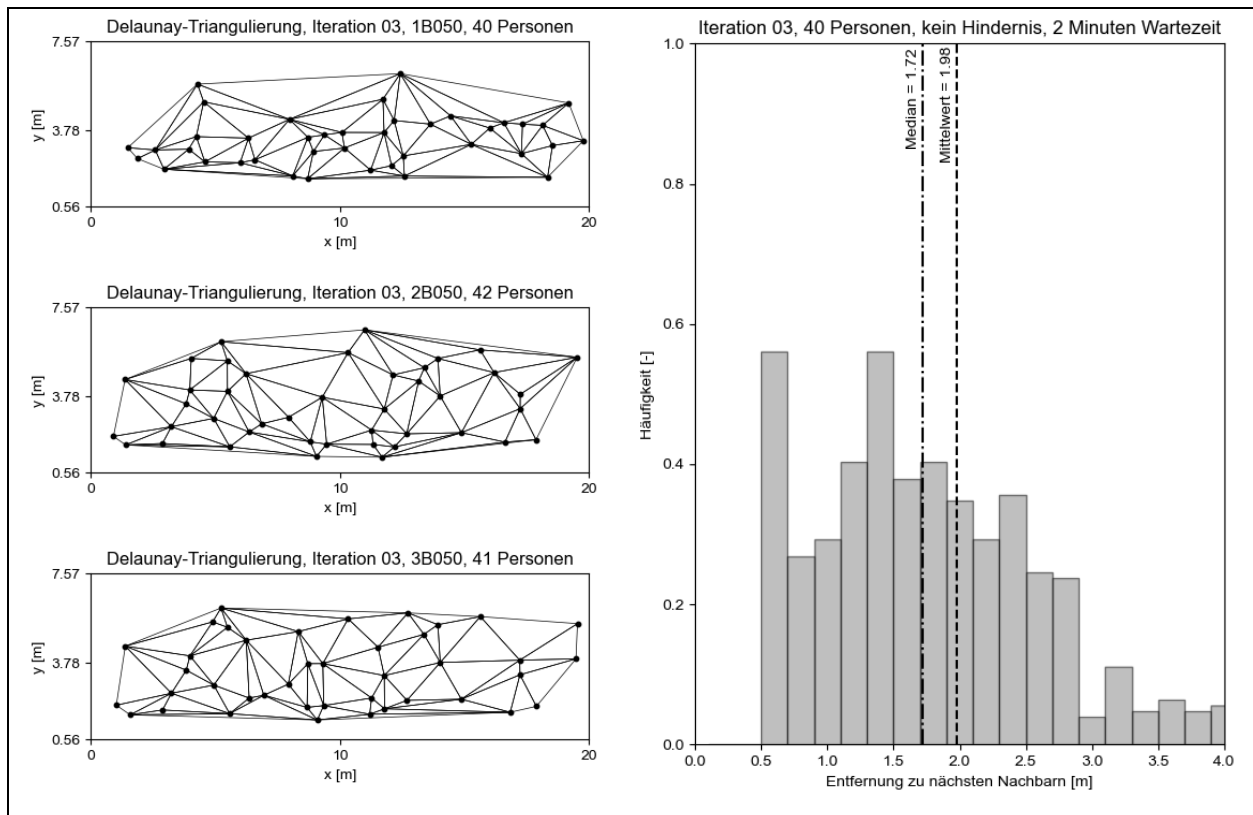 Delaunay-Triangulierung, Iteration 03, 1B050, 40 Personen
7.57
3.78
0.56
y [m]
0
10
20
x [m]
Delaunay-Triangulierung, Iteration 03, 2B050, 42 Personen
7.57
3.78
0.56
y [m]
0
10
20
x [m]
Delaunay-Triangulierung, Iteration 03, 3B050, 41 Personen
7.57
3.78
0.56
y [m]
0
10
20
x [m]
Iteration 03, 40 Personen, kein Hindernis, 2 Minuten Wartezeit
1.0
0.8
0.6
0.4
0.2
0.0
Häufigkeit [-]
Median = 1.72
Mittelwert = 1.98
0.0
0.5
1.0
1.5
2.0
2.5
3.0
3.5
4.0
Entfernung zu nächsten Nachbarn [m]